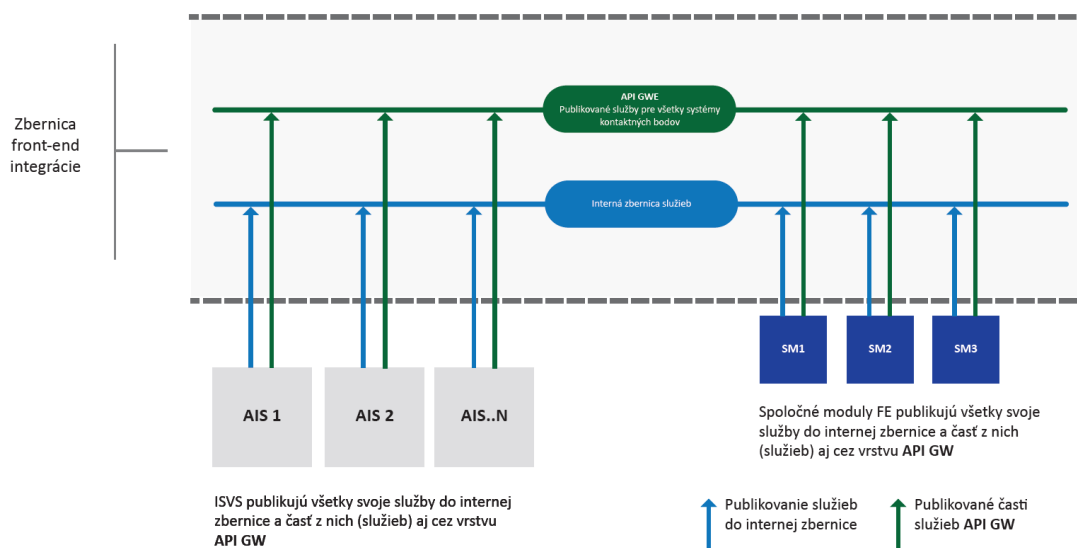 Zbernica
front-end
integrácie
API GWE
Publikované služby pre všetky systémy
kontaktných bodov
Interná zbernica služieb
AIS 1
AIS 2
AIS..N
SM1
SM2
SM3
ISVS publikujú všetky svoje služby do internej
zbernice a časť z nich (služieb) aj cez vrstvu
API GW
Spoločné moduly FE publikujú všetky svoje
služby do internej zbernice a časť z nich
(služieb) aj cez vrstvu API GW
Publikovanie služieb
do internej zbernice
Publikované časti
služieb API GW